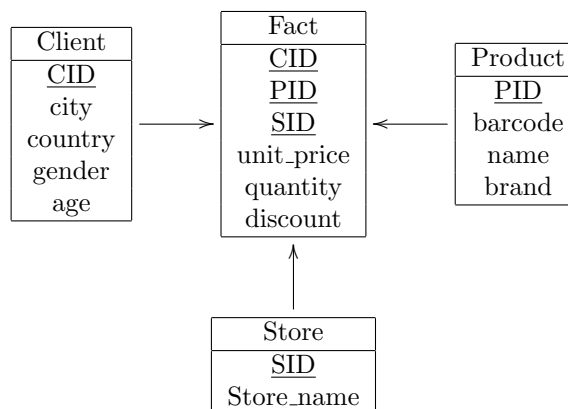 Client
CID
city
country
gender
age
Fact
CID
PID
SID
unit_price
quantity
discount
Product
PID
barcode
name
brand
Store
SID
Store_name